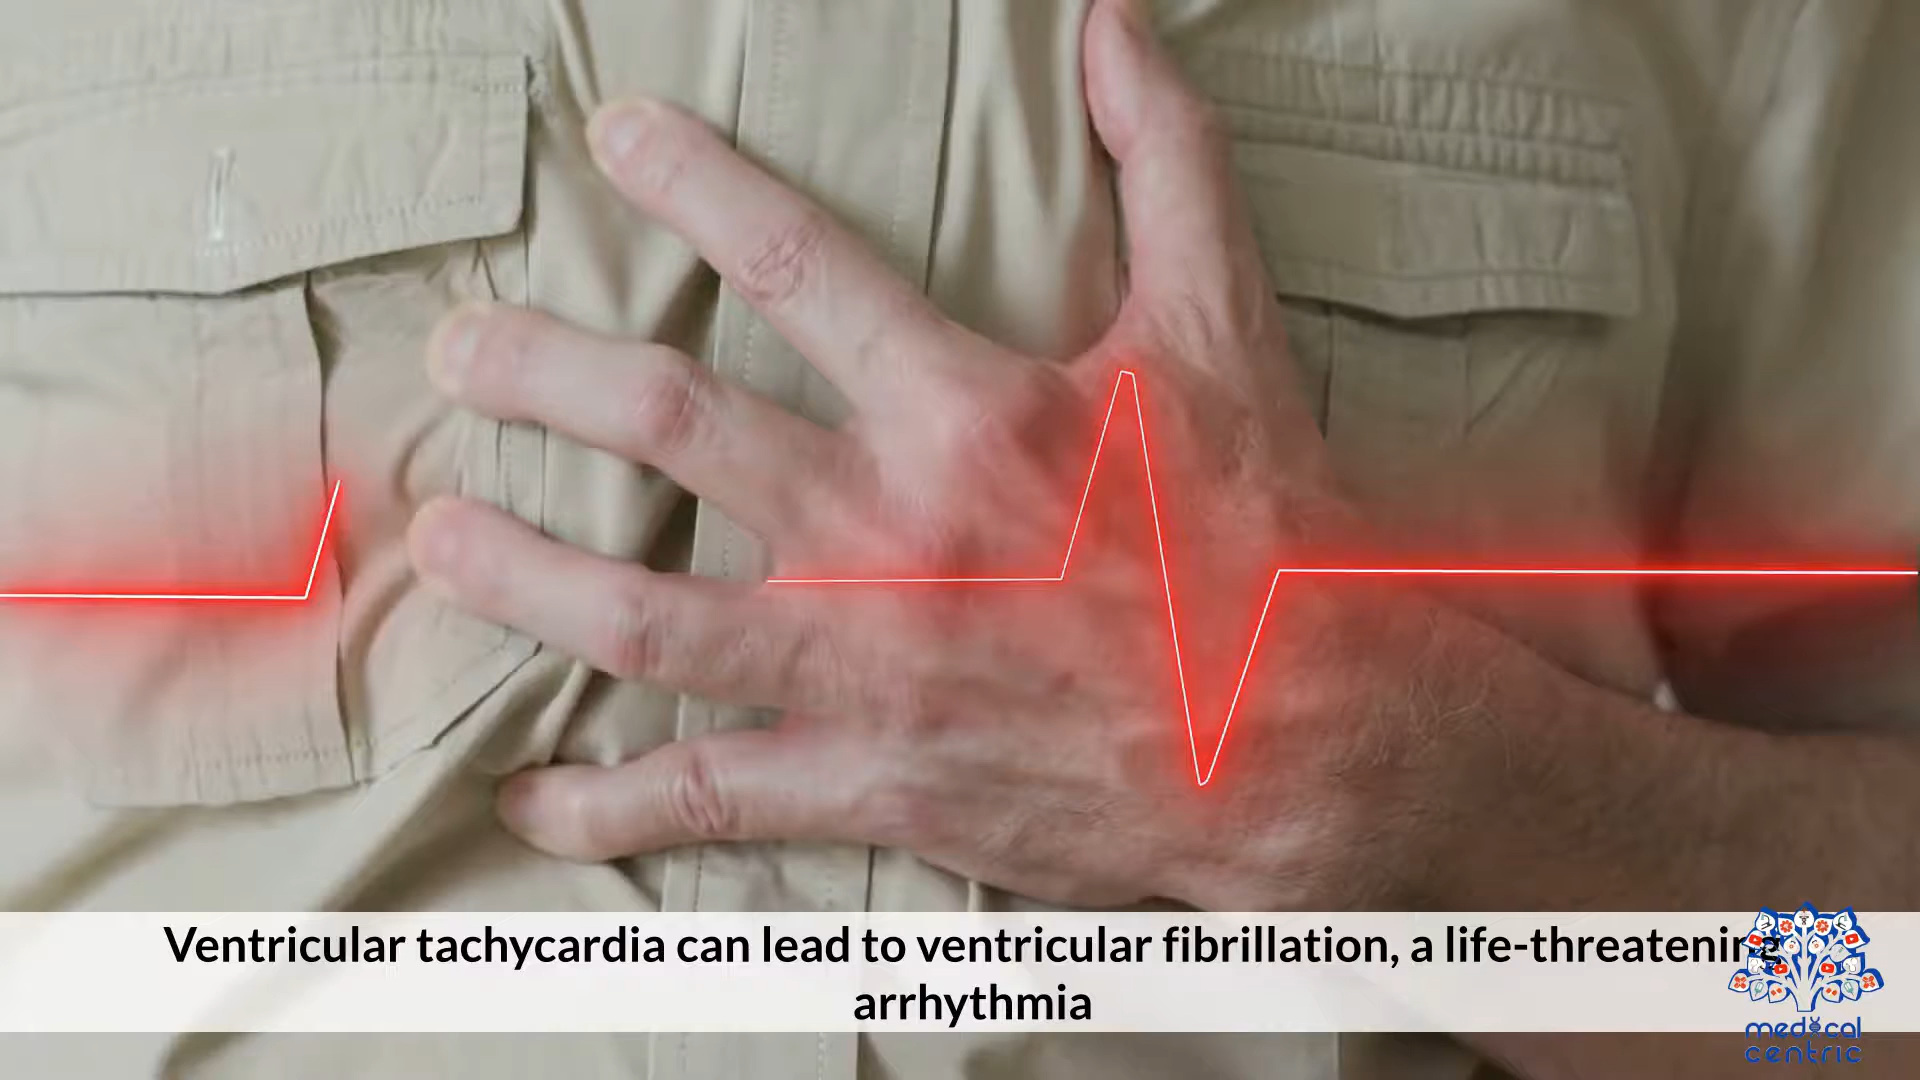 Ventricular tachycardia can lead to ventricular fibrillation, a life-threatening
arrhythmia
medical
centric